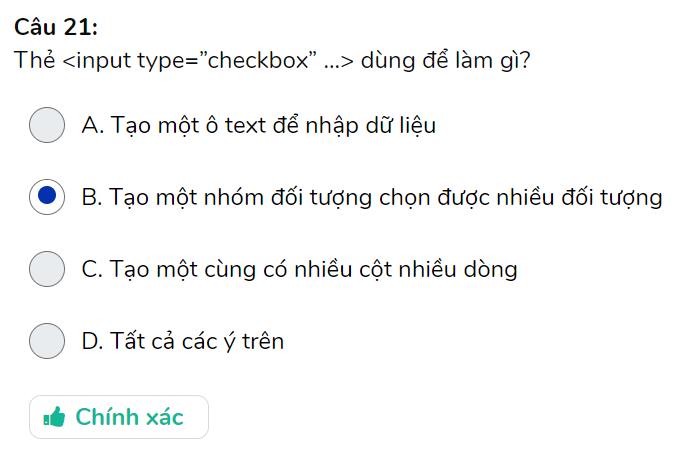 Câu 21:
Thẻ <input type=”checkbox” ...> dùng để làm gì?
A. Tạo một ô text để nhập dữ liệu
B. Tạo một nhóm đối tượng chọn được nhiều đối tượng
C. Tạo một cùng có nhiều cột nhiều dòng
D. Tất cả các ý trên
Chính xác